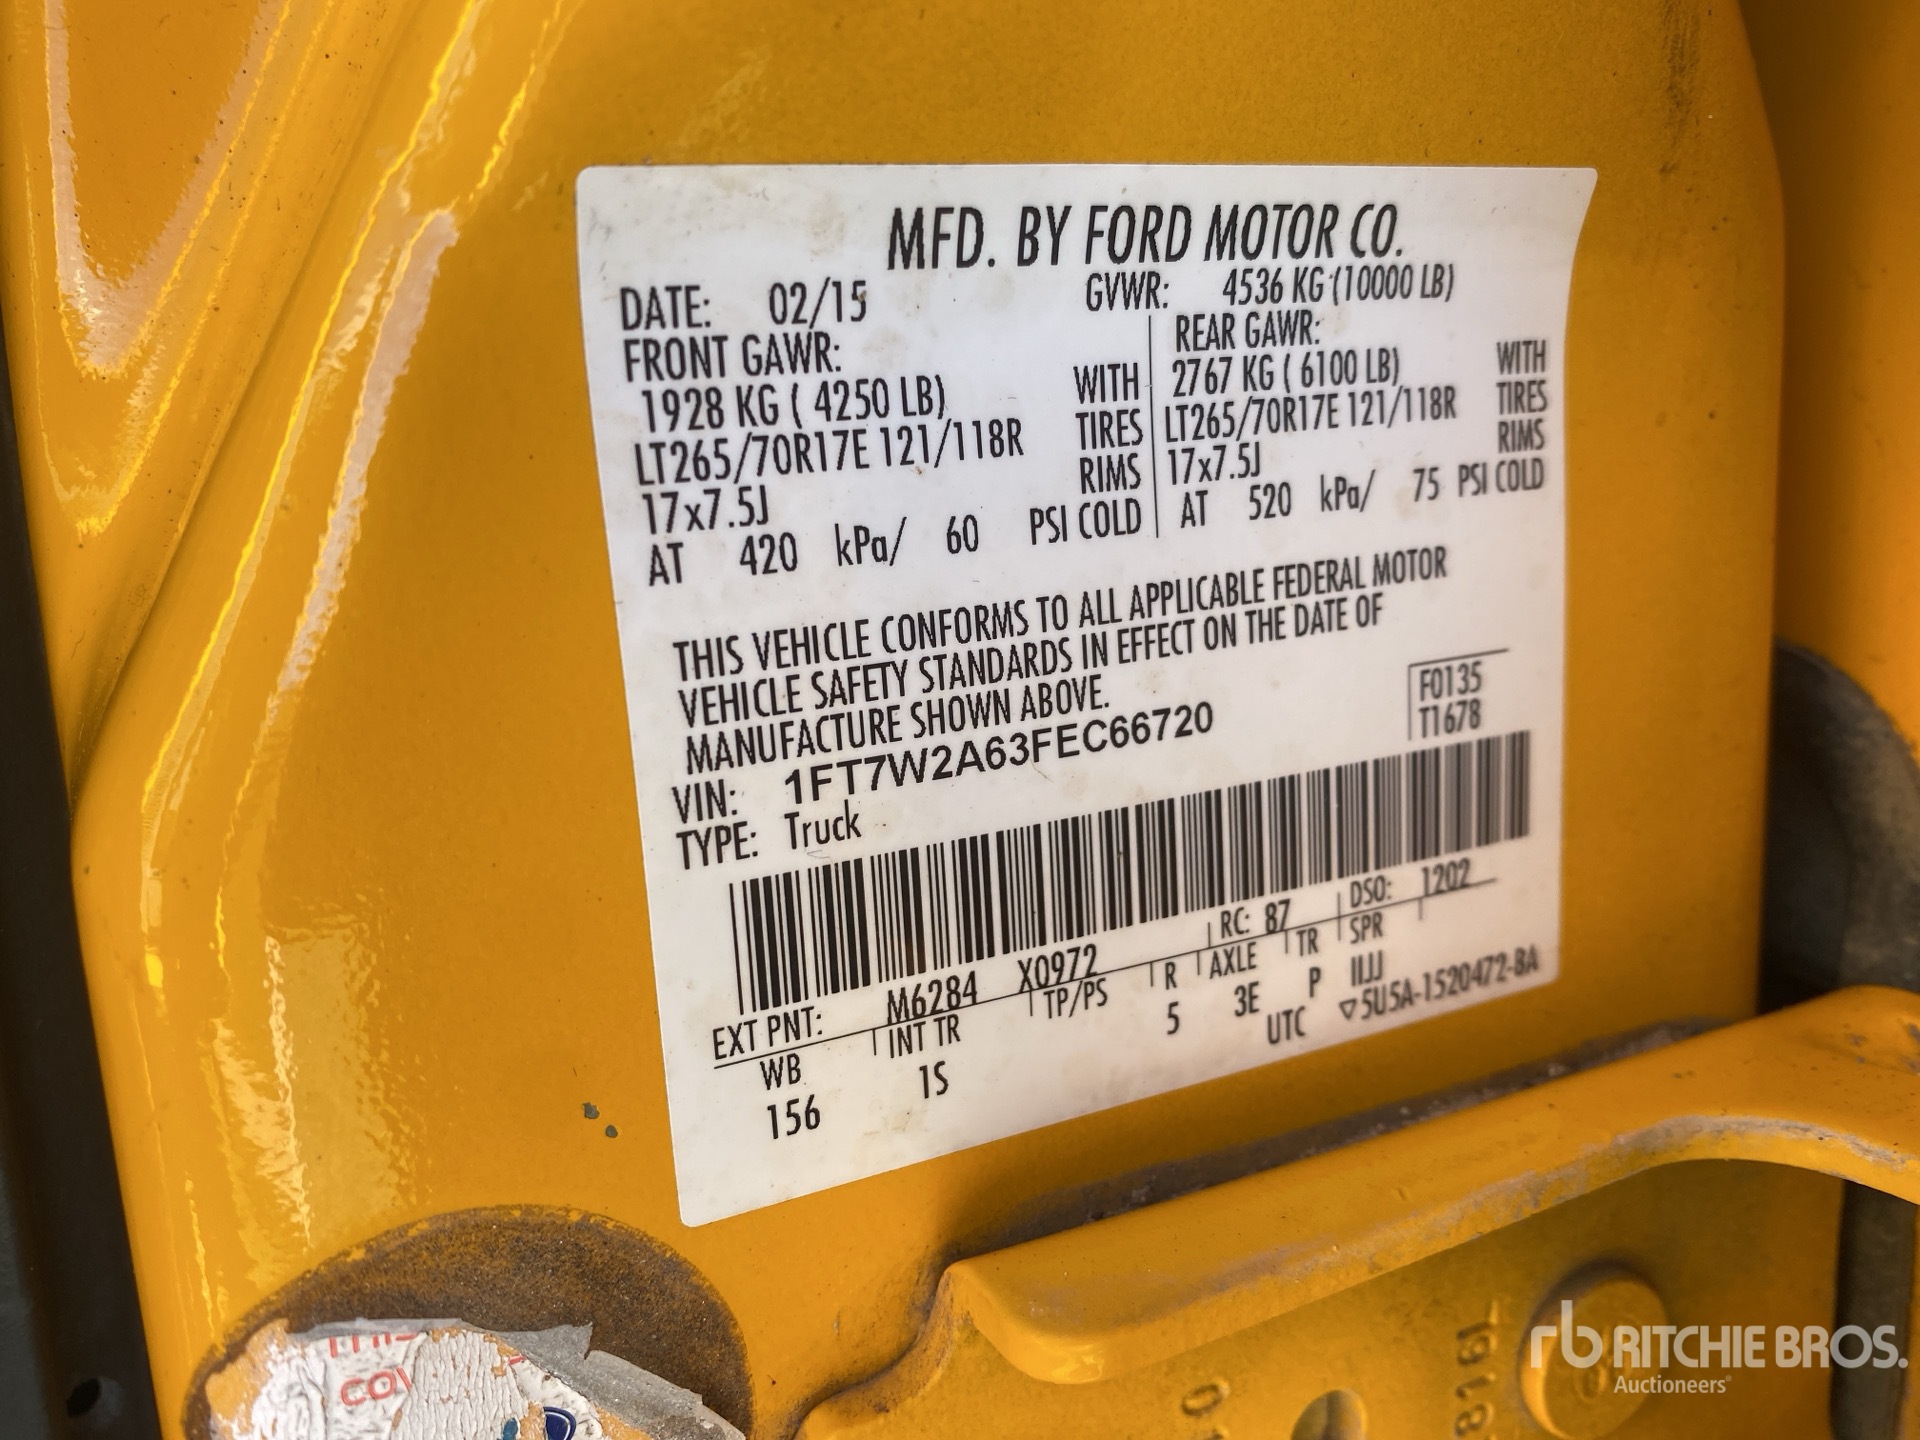 MFD. BY FORD MOTOR CO.
DATE: 02/15 GVWR: 4536 KG (10000 LB)
FRONT GAWR: REAR GAWR:
1928 KG ( 4250 LB) WITH 2767 KG ( 6100 LB) WITH
LT265/70R17E 121/118R TIRES LT265/70R17E 121/118R TIRES
17x7.5J RIMS 17x7.5J RIMS
AT 420 kPa/ 60 PSI COLD AT 520 kPa/ 75 PSI COLD
THIS VEHICLE CONFORMS TO ALL APPLICABLE FEDERAL MOTOR
VEHICLE SAFETY STANDARDS IN EFFECT ON THE DATE OF
MANUFACTURE SHOWN ABOVE.
F0135
T1678
VIN: 1FT7W2A63FEC66720
TYPE: Truck
EXT PNT: M6284 X0972 RC: 87 DSO: 1202
WB INT TR TP/PS R AXLE TR SPR
156 1S 5 3E P IIJJ
UTC ▽5U5A-1520472-BA
THIS
COV
rb RITCHIE BROS.
Auctioneers